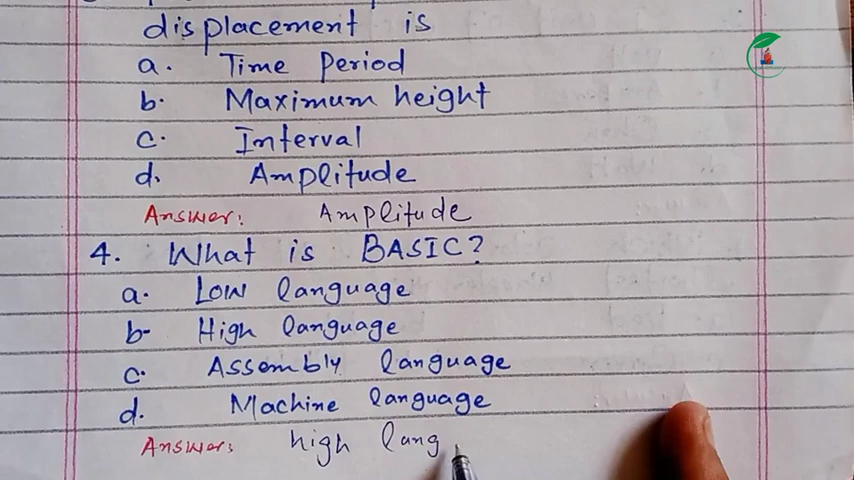 displacement is
a. Time Period
b. Maximum height
c. Interval
d. Amplitude
Answer: Amplitude
4. What is BASIC?
a. Low language
b- High language
c. Assembly language
d. Machine language
Answer: high lang